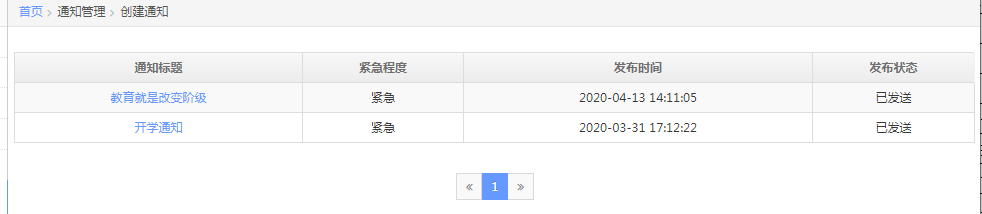 首页 > 通知管理 > 创建通知
通知标题 紧急程度 发布时间 发布状态
教育就是改变阶级 紧急 2020-04-13 14:11:05 已发送
开学通知 紧急 2020-03-31 17:12:22 已发送
« 1 »